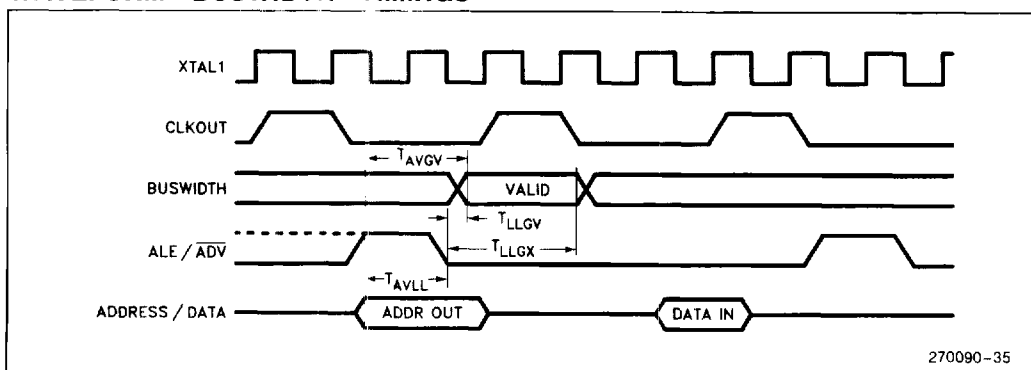 XTAL1
CLKOUT
T_AVGV
BUSWIDTH
VALID
T_LLGV
ALE / ADV
T_LLGX
T_AVLL
ADDRESS / DATA
ADDR OUT
DATA IN
270090-35